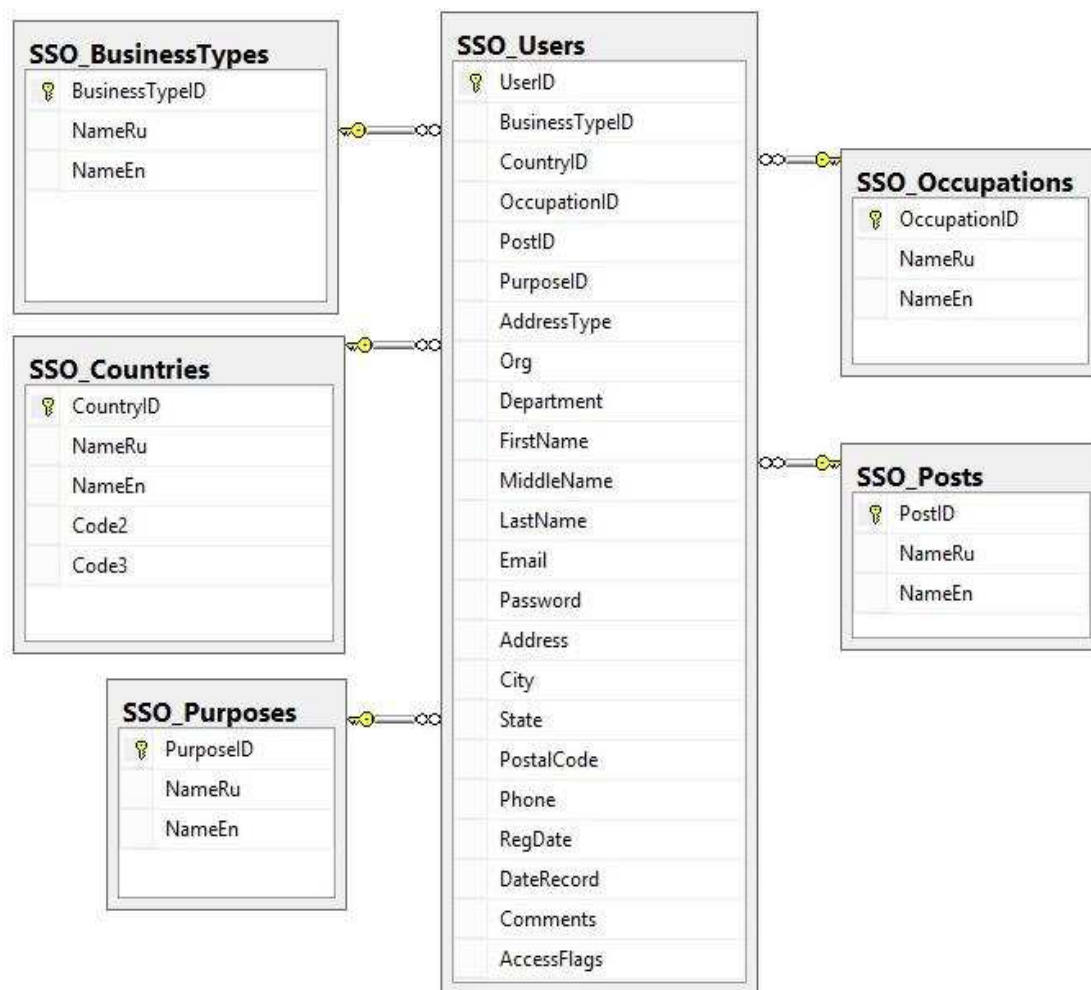 SSO_BusinessTypes
BusinessTypeID
NameRu
NameEn
SSO_Countries
CountryID
NameRu
NameEn
Code2
Code3
SSO_Purposes
PurposeID
NameRu
NameEn
SSO_Users
UserID
BusinessTypeID
CountryID
OccupationID
PostID
PurposeID
AddressType
Org
Department
FirstName
MiddleName
LastName
Email
Password
Address
City
State
PostalCode
Phone
RegDate
DateRecord
Comments
AccessFlags
SSO_Occupations
OccupationID
NameRu
NameEn
SSO_Posts
PostID
NameRu
NameEn